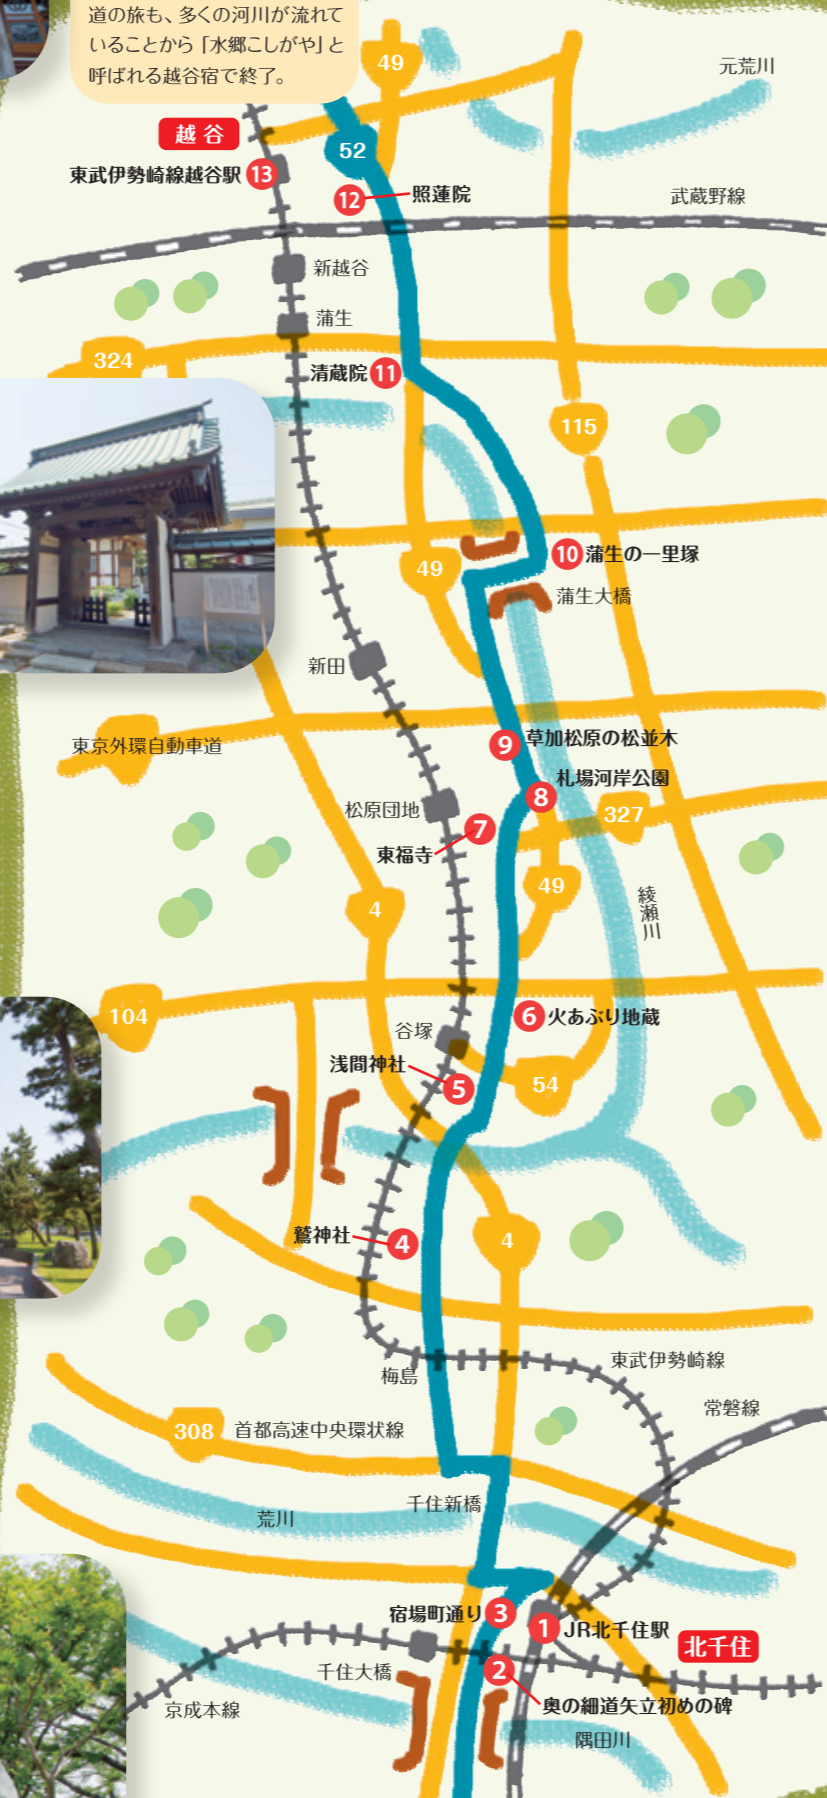 道の旅も、多くの河川が流れて
いることから「水郷こしがや」と
呼ばれる越谷宿で終了。
49
元荒川
越谷
52
東武伊勢崎線越谷駅 13
12 照蓮院
武蔵野線
新越谷
蒲生
324
清蔵院 11
115
10 蒲生の一里塚
49
蒲生大橋
新田
9 草加松原の松並木
東京外環自動車道
札場河岸公園
8
松原団地
327
7
東福寺
49
綾瀬川
4
104
6 火あぶり地蔵
谷塚
浅間神社
5
54
鷲神社 4
4
東武伊勢崎線
梅島
常磐線
308
首都高速中央環状線
千住新橋
荒川
宿場町通り 3
1 JR北千住駅
北千住
千住大橋
2
京成本線
奥の細道矢立初めの碑
隅田川